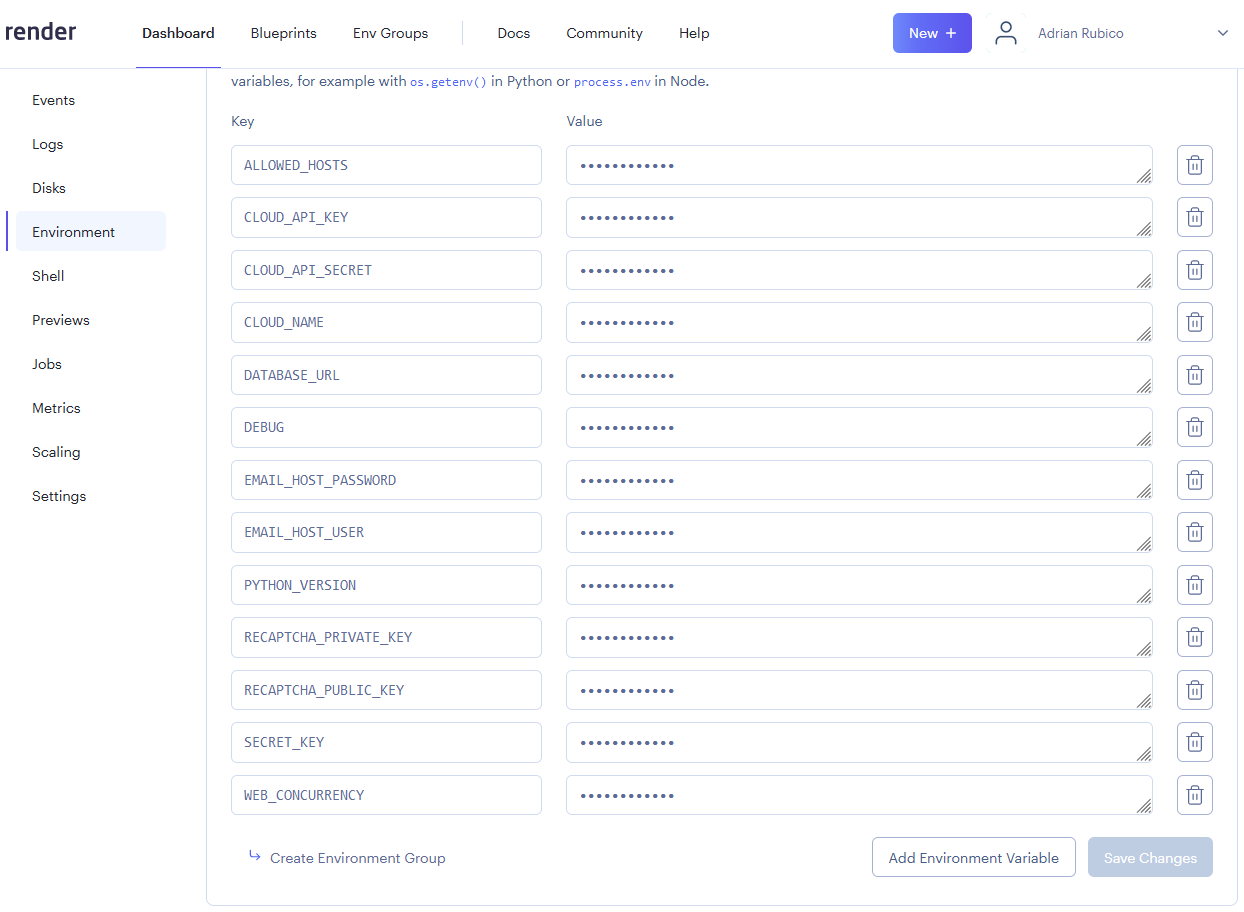 render
Dashboard Blueprints Env Groups Docs Community Help New + Adrian Rubico
Events
Logs
Disks
Environment
Shell
Previews
Jobs
Metrics
Scaling
Settings
variables, for example with os.getenv() in Python or process.env in Node.
Key Value
ALLOWED_HOSTS ••••••••••••
CLOUD_API_KEY ••••••••••••
CLOUD_API_SECRET ••••••••••••
CLOUD_NAME ••••••••••••
DATABASE_URL ••••••••••••
DEBUG ••••••••••••
EMAIL_HOST_PASSWORD ••••••••••••
EMAIL_HOST_USER ••••••••••••
PYTHON_VERSION ••••••••••••
RECAPTCHA_PRIVATE_KEY ••••••••••••
RECAPTCHA_PUBLIC_KEY ••••••••••••
SECRET_KEY ••••••••••••
WEB_CONCURRENCY ••••••••••••
Create Environment Group Add Environment Variable Save Changes